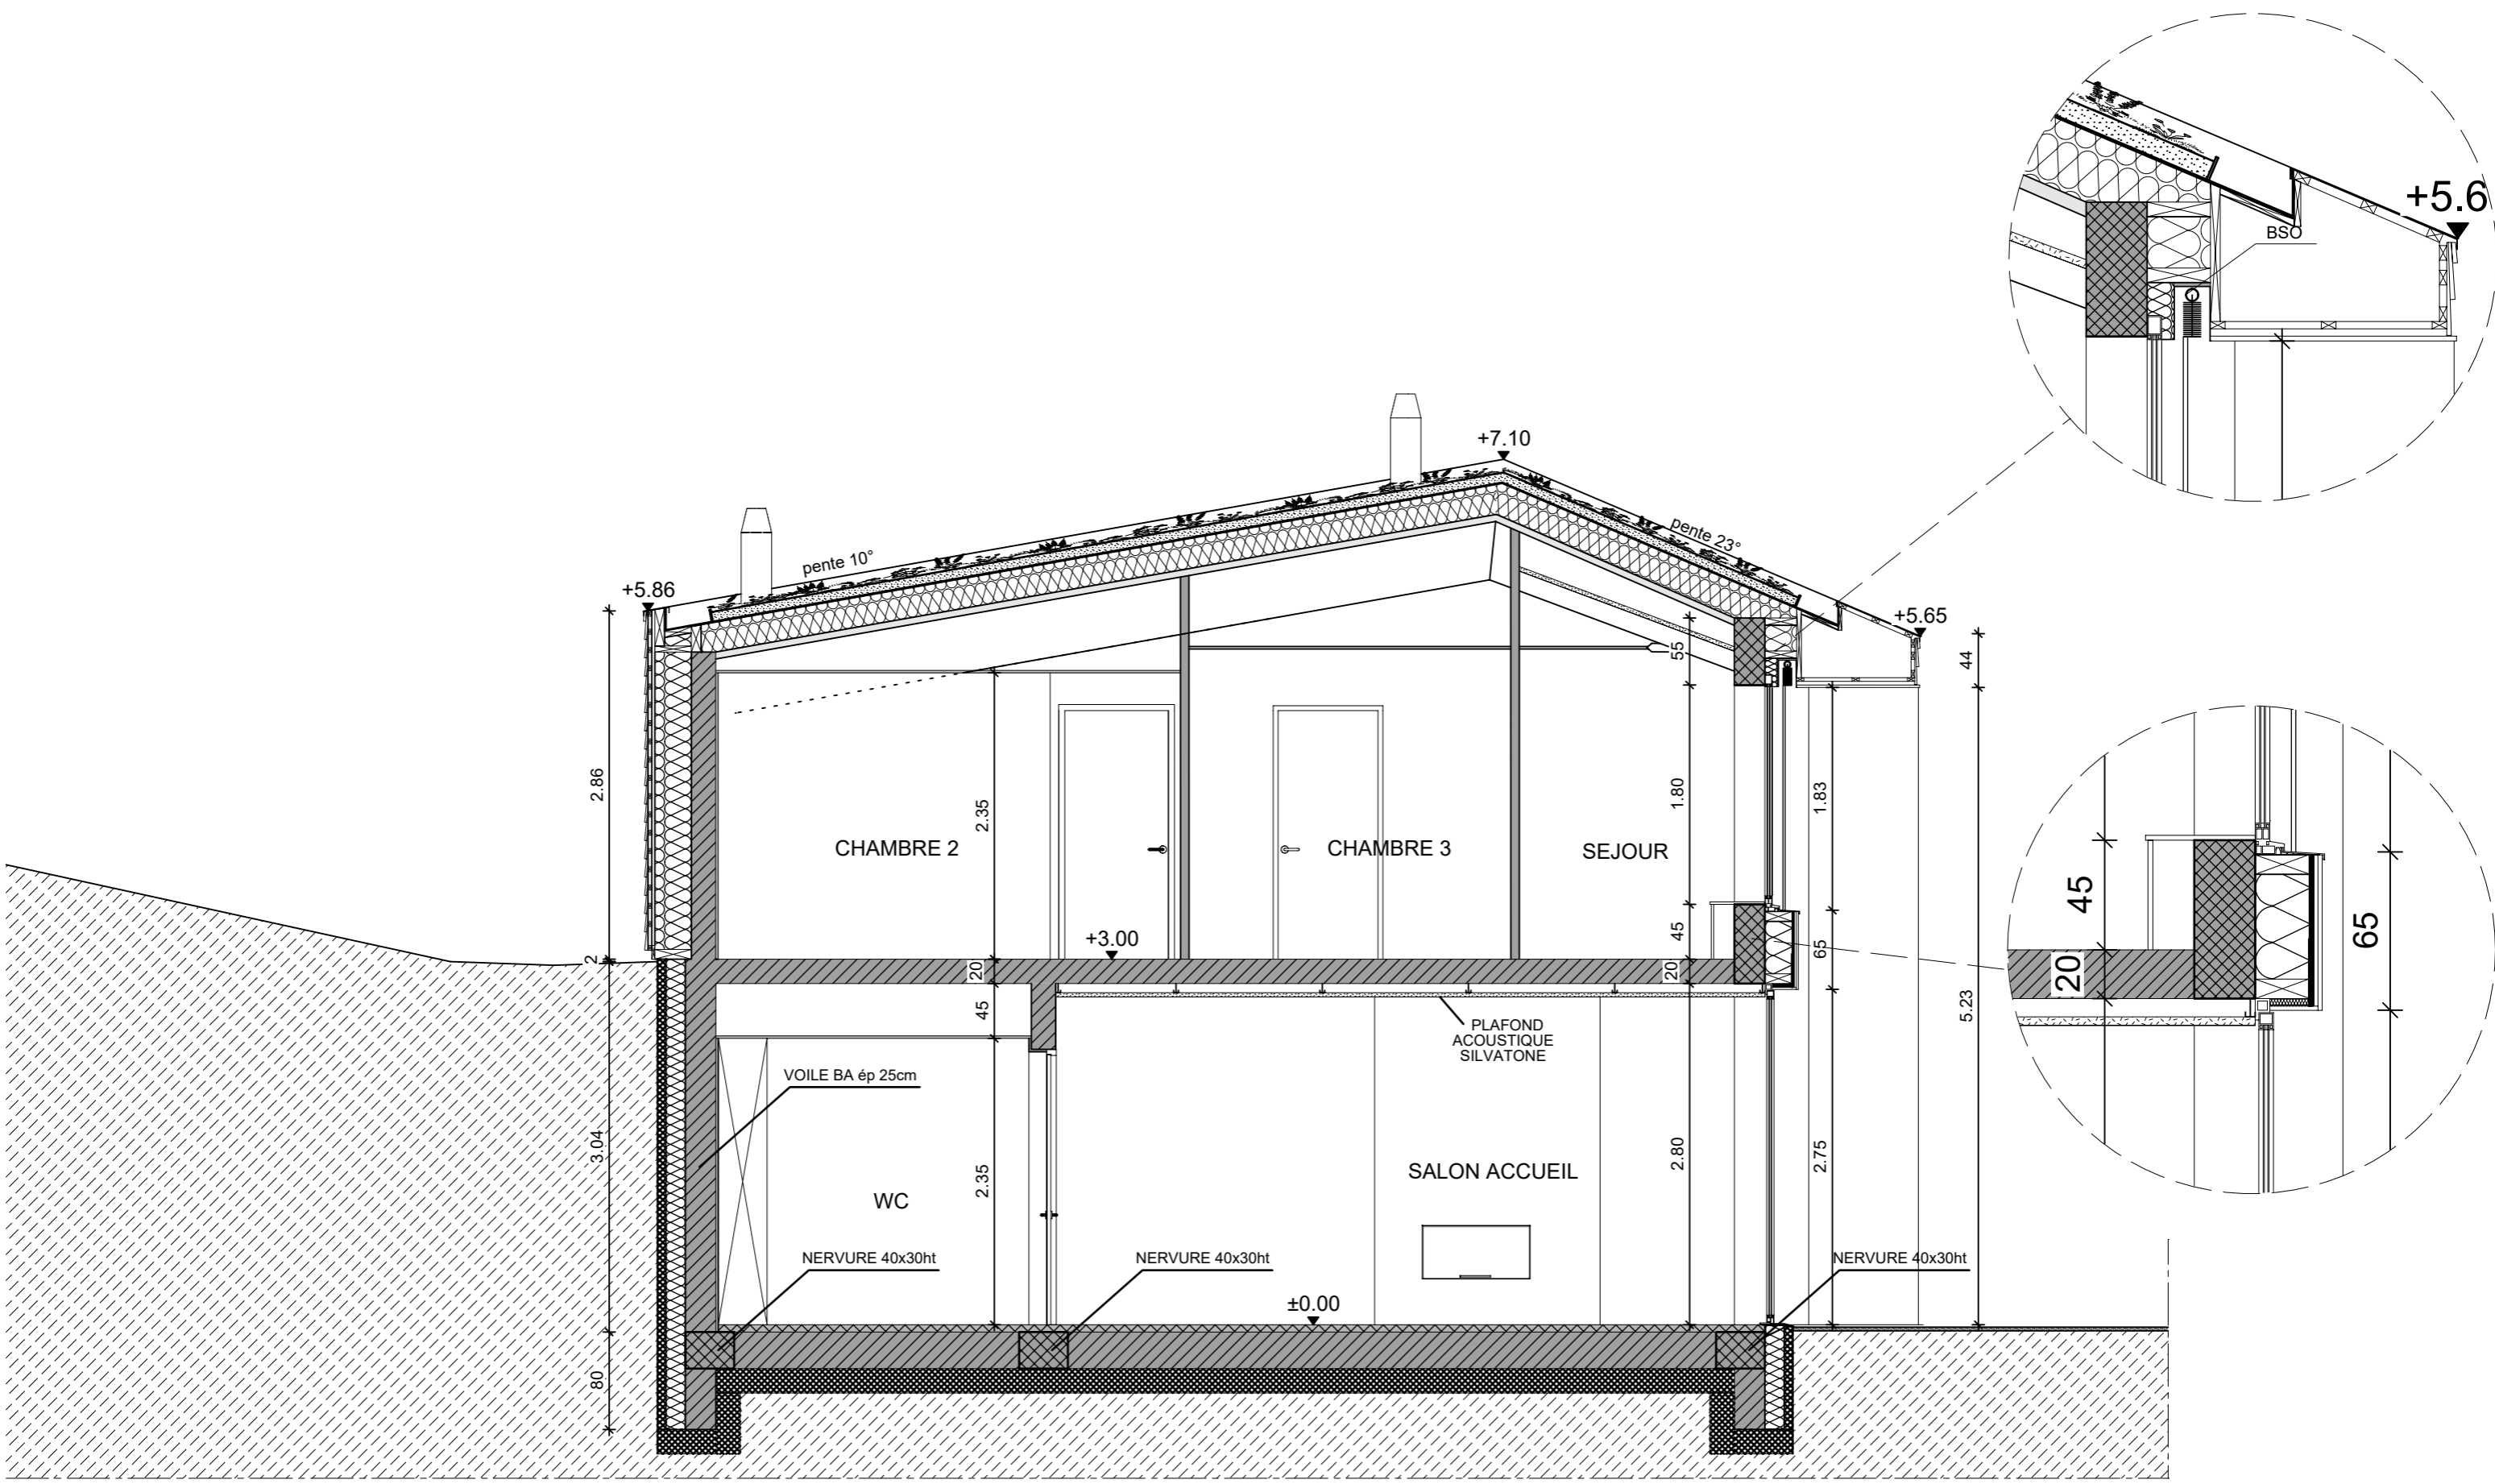 +5.6
BSO
+7.10
pente 10°
pente 23°
+5.86
+5.65
55
44
2.86
2.35
1.80
1.83
CHAMBRE 2
CHAMBRE 3
SEJOUR
45
65
20
+3.00
45
65
2
20
20
45
5.23
PLAFOND
ACOUSTIQUE
SILVATONE
VOILE BA ép 25cm
3.04
2.35
2.80
2.75
WC
SALON ACCUEIL
NERVURE 40x30ht
NERVURE 40x30ht
NERVURE 40x30ht
±0.00
80